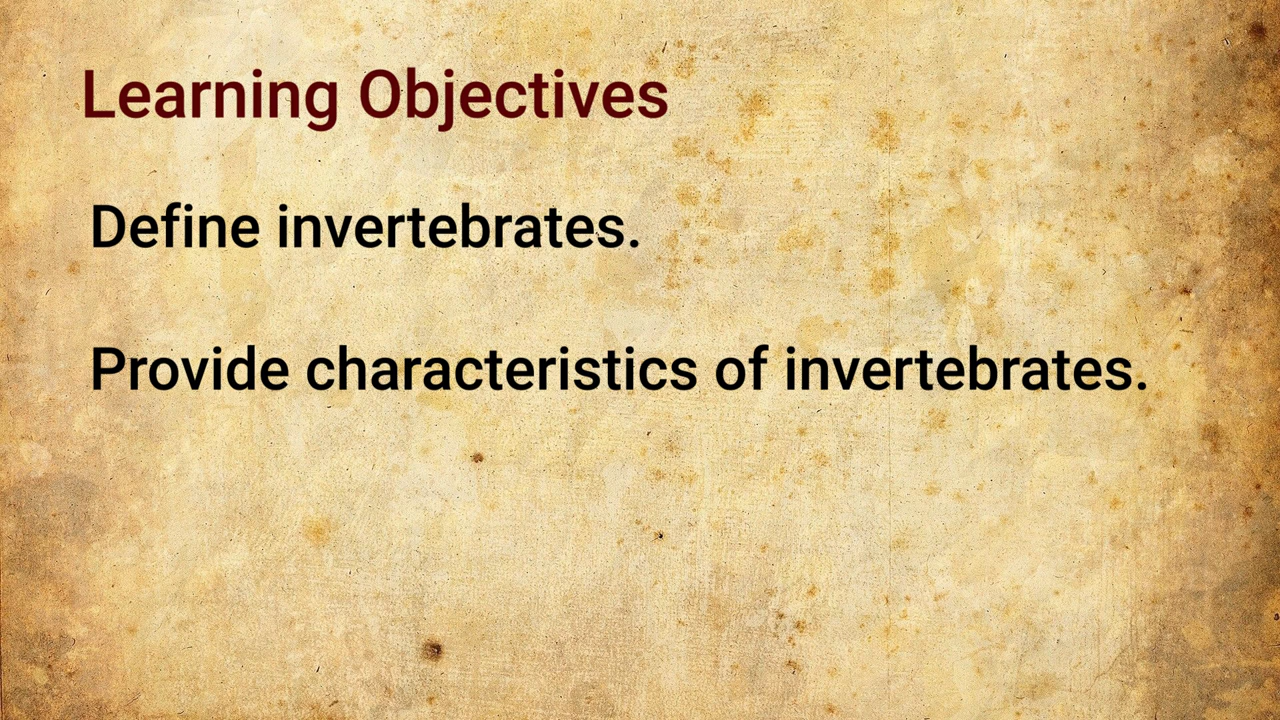 Learning Objectives
Define invertebrates.
Provide characteristics of invertebrates.